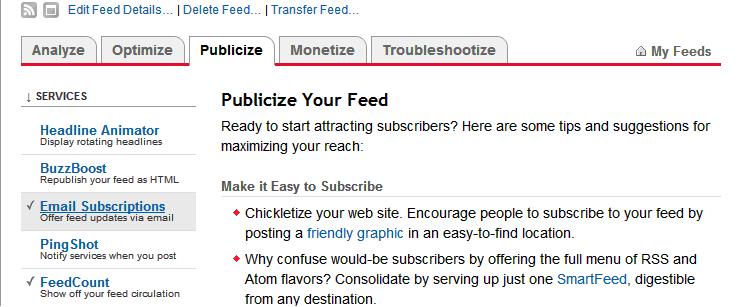 Edit Feed Details... | Delete Feed... | Transfer Feed...
Analyze Optimize Publicize Monetize Troubleshootize My Feeds
↓ SERVICES
Headline Animator
Display rotating headlines
BuzzBoost
Republish your feed as HTML
✓ Email Subscriptions
Offer feed updates via email
PingShot
Notify services when you post
✓ FeedCount
Show off your feed circulation
Publicize Your Feed
Ready to start attracting subscribers? Here are some tips and suggestions for
maximizing your reach:
Make it Easy to Subscribe
Chickletize your web site. Encourage people to subscribe to your feed by
posting a friendly graphic in an easy-to-find location.
Why confuse would-be subscribers by offering the full menu of RSS and
Atom flavors? Consolidate by serving up just one SmartFeed, digestible
from any destination.